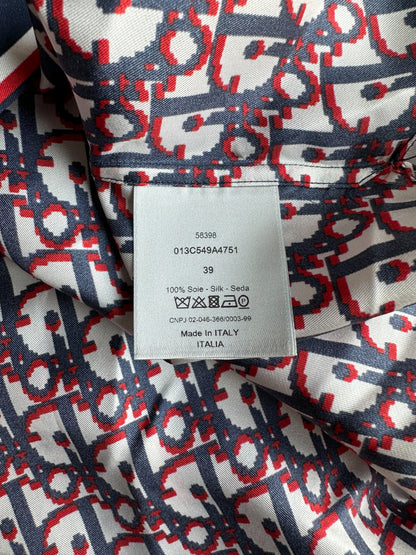 58398
013C549A4751
39
100% Soie - Silk - Seda
CNPJ 02-046-366/0003-99
Made In ITALY
ITALIA